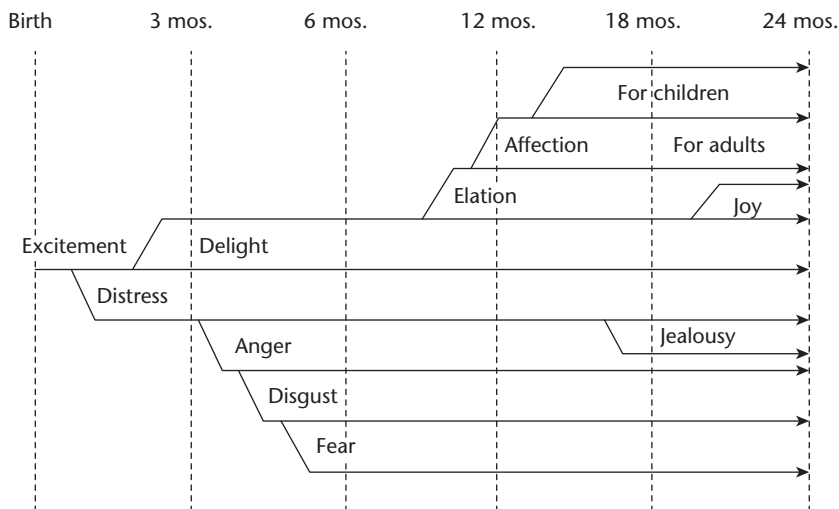 Birth 3 mos. 6 mos. 12 mos. 18 mos. 24 mos.
For children
Affection For adults
Elation
Joy
Excitement Delight
Distress
Jealousy
Anger
Disgust
Fear